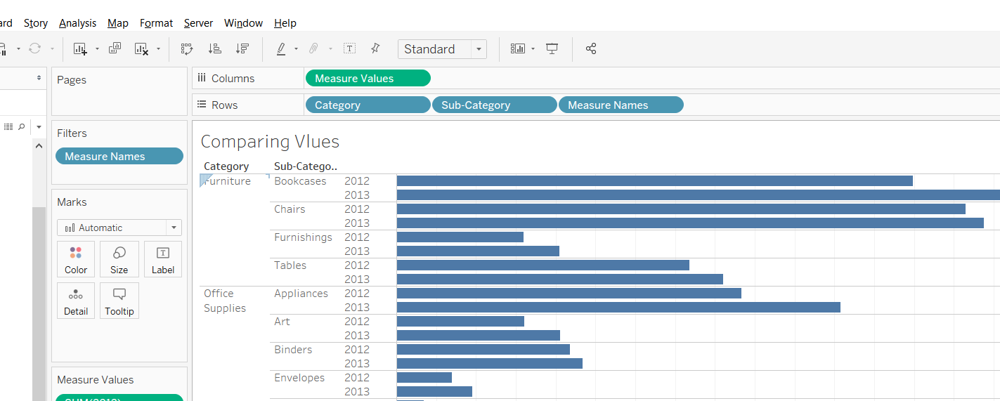 ard Story Analysis Map Format Server Window Help
Standard
Pages
Columns Measure Values
Rows Category Sub-Category Measure Names
Filters
Measure Names
Comparing Vlues
Category Sub-Catego..
Furniture Bookcases 2012
2013
Chairs 2012
2013
Furnishings 2012
2013
Tables 2012
2013
Office Supplies Appliances 2012
2013
Art 2012
2013
Binders 2012
2013
Envelopes 2012
2013
Marks
Automatic
Color Size Label
Detail Tooltip
Measure Values